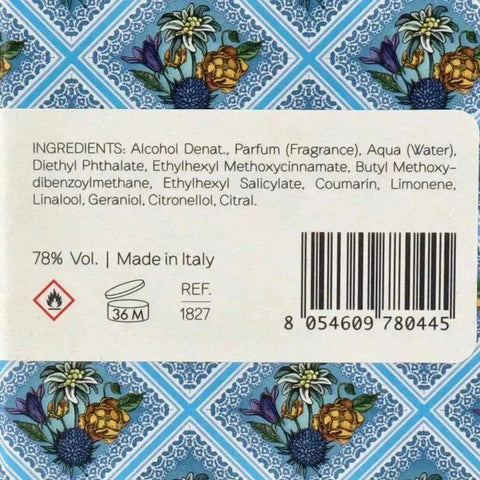 INGREDIENTS: Alcohol Denat., Parfum (Fragrance), Aqua (Water),
Diethyl Phthalate, Ethylhexyl Methoxycinnamate, Butyl Methoxy-
dibenzoylmethane, Ethylhexyl Salicylate, Coumarin, Limonene,
Linalool, Geraniol, Citronellol, Citral.
78% Vol. | Made in Italy
36 M
REF.
1827
8 054609 780445